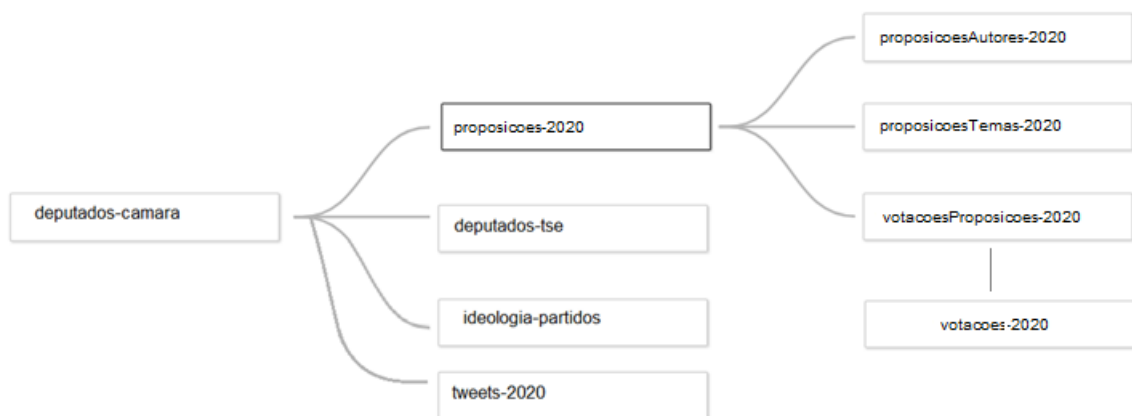 proposicoesAutores-2020
proposicoes-2020
proposicoesTemas-2020
deputados-camara
deputados-tse
votacoesProposicoes-2020
ideologia-partidos
votacoes-2020
tweets-2020